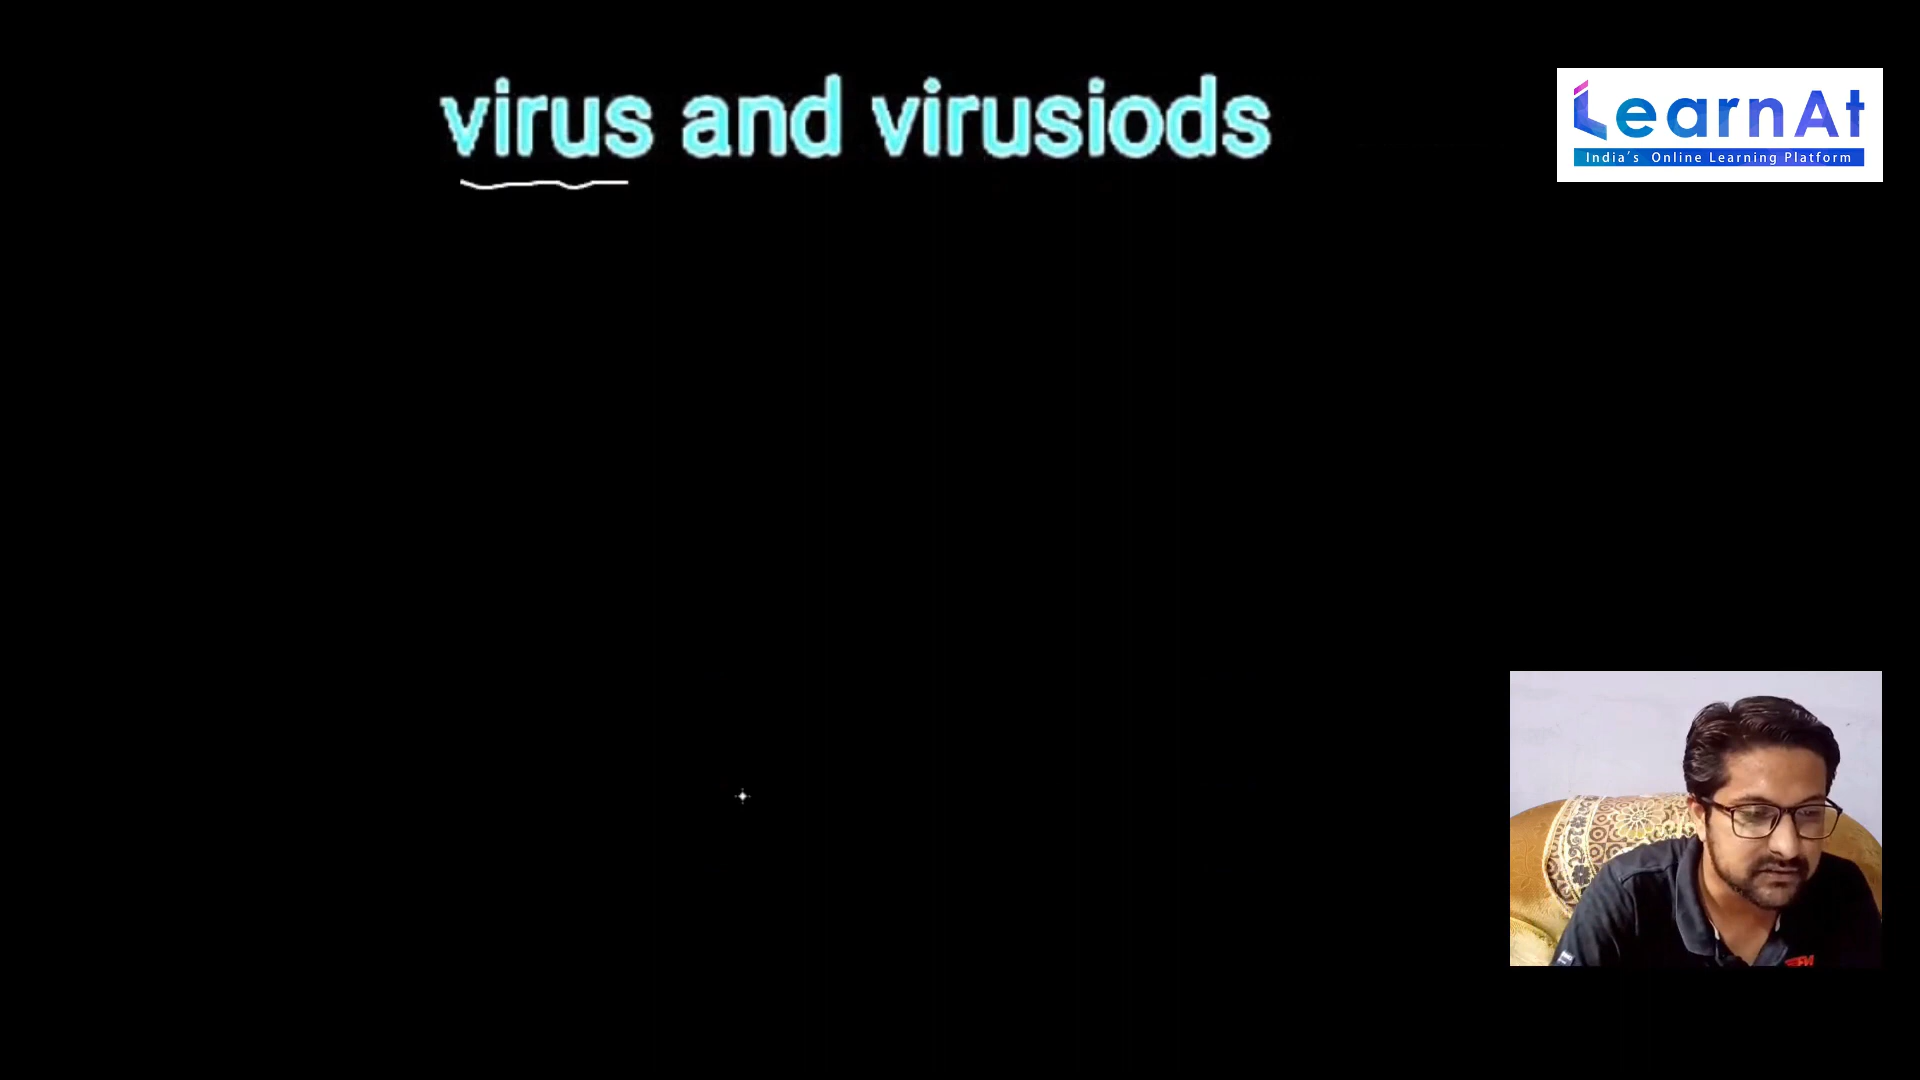 virus and virusiods
LearnAt
India's Online Learning Platform